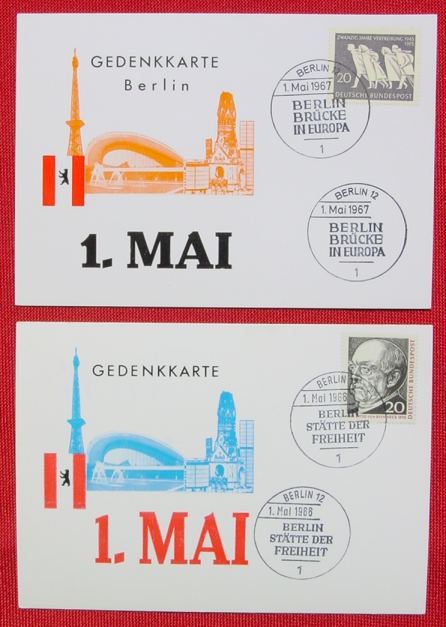 GEDENKKARTE
Berlin
1. MAI
ZWANZIG JAHRE VERTREIBUNG 1945
1965
20
DEUTSCHE BUNDESPOST
BERLIN 12
1. Mai 1967
BERLIN
BRÜCKE
IN EUROPA
1
BERLIN 12
1. Mai 1967
BERLIN
BRÜCKE
IN EUROPA
1
GEDENKKARTE
1. MAI
DEUTSCHE BUNDESPOST
20
BERLIN
1. Mai 1966
BERLIN
STÄTTE DER
FREIHEIT
1
BERLIN 12
1. Mai 1966
BERLIN
STÄTTE DER
FREIHEIT
1